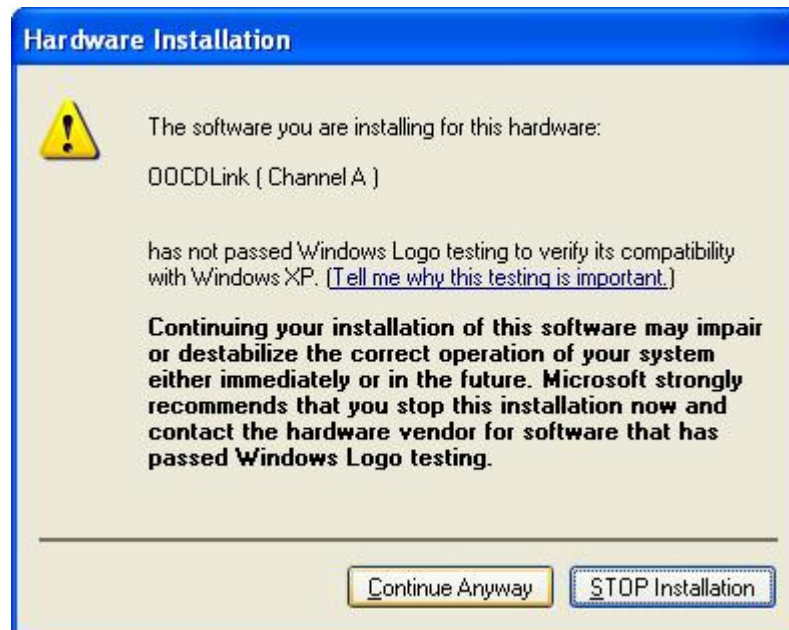 Hardware Installation
The software you are installing for this hardware:
OOCDLink ( Channel A )
has not passed Windows Logo testing to verify its compatibility
with Windows XP. (Tell me why this testing is important.)
Continuing your installation of this software may impair
or destabilize the correct operation of your system
either immediately or in the future. Microsoft strongly
recommends that you stop this installation now and
contact the hardware vendor for software that has
passed Windows Logo testing.
Continue Anyway STOP Installation